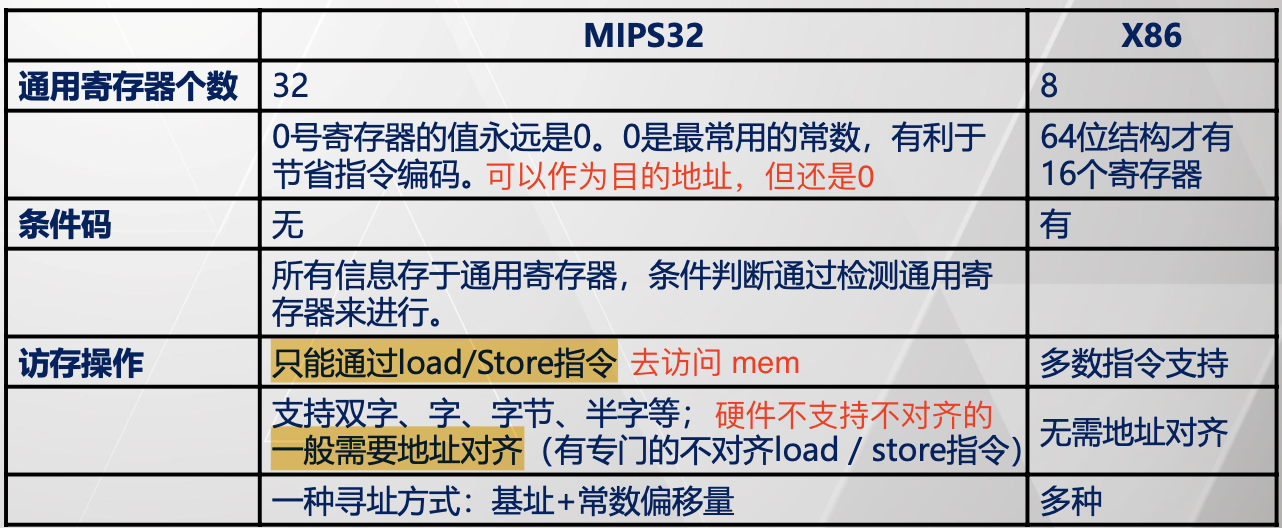 MIPS32 X86
通用寄存器个数 32 8
0号寄存器的值永远是0。0是最常用的常数，有利于
节省指令编码。可以作为目的地址，但还是0
64位结构才有
16个寄存器
条件码 无 有
所有信息存于通用寄存器，条件判断通过检测通用寄
存器来进行。
访存操作 只能通过load/Store指令 去访问 mem 多数指令支持
支持双字、字、字节、半字等；硬件不支持不对齐的
一般需要地址对齐（有专门的不对齐load / store指令）
无需地址对齐
一种寻址方式：基址+常数偏移量 多种